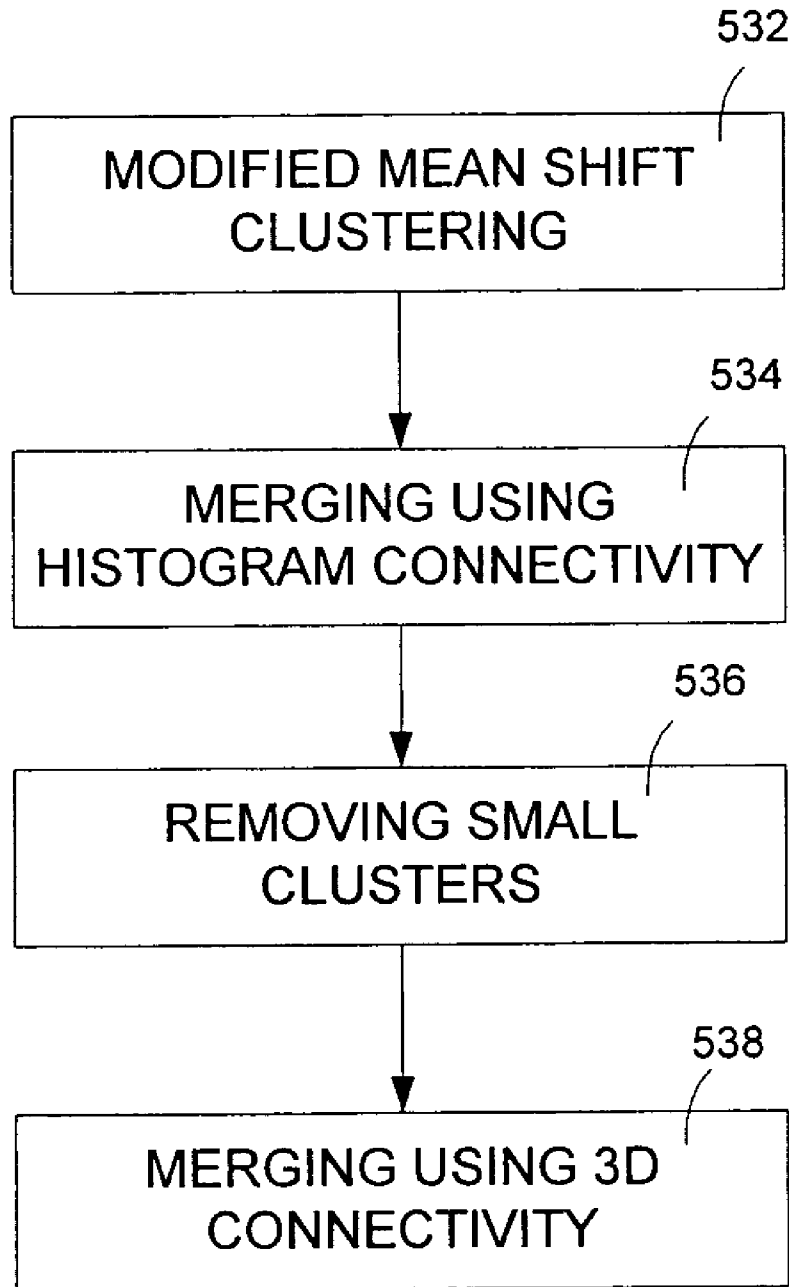 532
MODIFIED MEAN SHIFT
CLUSTERING
534
MERGING USING
HISTOGRAM CONNECTIVITY
536
REMOVING SMALL
CLUSTERS
538
MERGING USING 3D
CONNECTIVITY